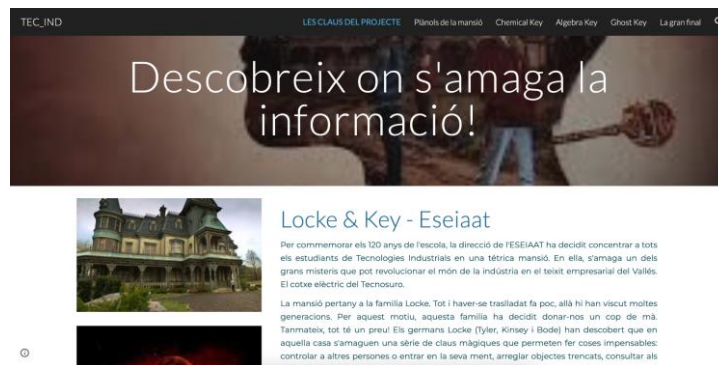 TEC_IND
LES CLAUS DEL PROJECTE Plànols de la mansió Chemical Key Algebra Key Ghost Key La gran final
Descobreix on s'amaga la
informació!
Locke & Key - Eseiaat
Per commemorar els 120 anys de l'escola, la direcció de l'ESEIAAT ha decidit concentrar a tots
els estudiants de Tecnologies Industrials en una tétrica mansió. En ella, s'amaga un dels
grans misteris que pot revolucionar el món de la indústria en el teixit empresarial del Vallés.
El cotxe elèctric del Tecnosuro.
La mansió pertany a la familia Locke. Tot i haver-se traslladat fa poc, allà hi han viscut moltes
generacions. Per aquest motiu, aquesta família ha decidit donar-nos un cop de mà.
Tanmateix, tot té un preu! Els germans Locke (Tyler, Kinsey i Bode) han descobert que en
aquella casa s'amaguen una sèrie de claus màgiques que permeten fer coses impensables:
controlar a altres persones o entrar en la seva ment, arreglar objectes trencats, consultar als